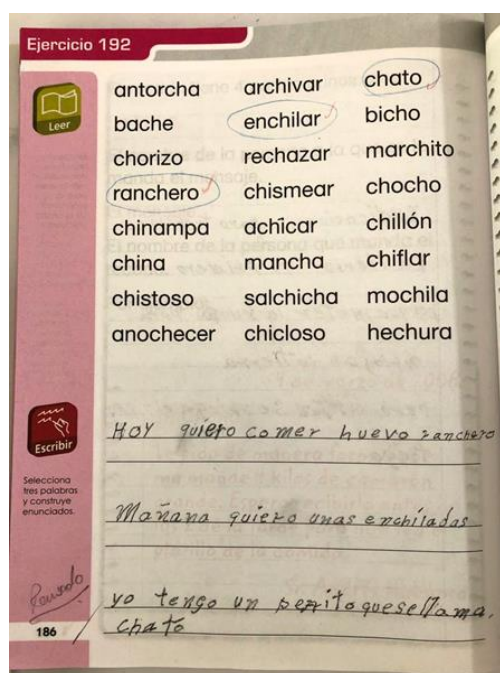 Ejercicio 192
Leer
antorcha archivar chato
bache enchilar bicho
chorizo rechazar marchito
ranchero chismear chocho
chinampa achicar chillón
china mancha chiflar
chistoso salchicha mochila
anochecer chicloso hechura
Escribir
Selecciona
tres palabras
y construye
enunciados.
HOY quiero comer huevo ranchero
Mañana quiero unas enchiladas
yo tengo un perrito que se llama
chato
186